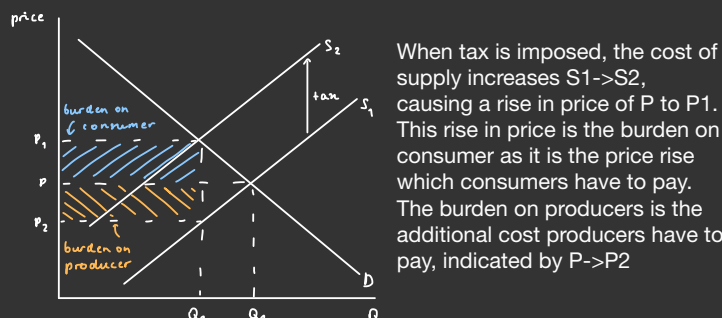 price
S2
When tax is imposed, the cost of
supply increases S1->S2,
tax
S1
causing a rise in price of P to P1.
burden on
consumer
This rise in price is the burden on
P1
consumer as it is the price rise
P
which consumers have to pay.
The burden on producers is the
P2
additional cost producers have to
burden on
producer
pay, indicated by P->P2
D
Q